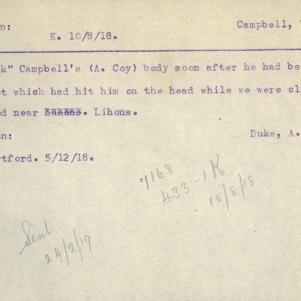 n: Campbell,
K. 10/8/18.
k" Campbell's (A. Coy) body soon after he had be
t which had hit him on the head while we were cl
d near Lihons.
n: Duke, A.
rtford. 5/12/18.
7168
433-1K.
10/8/18
Sent
24/2/19.